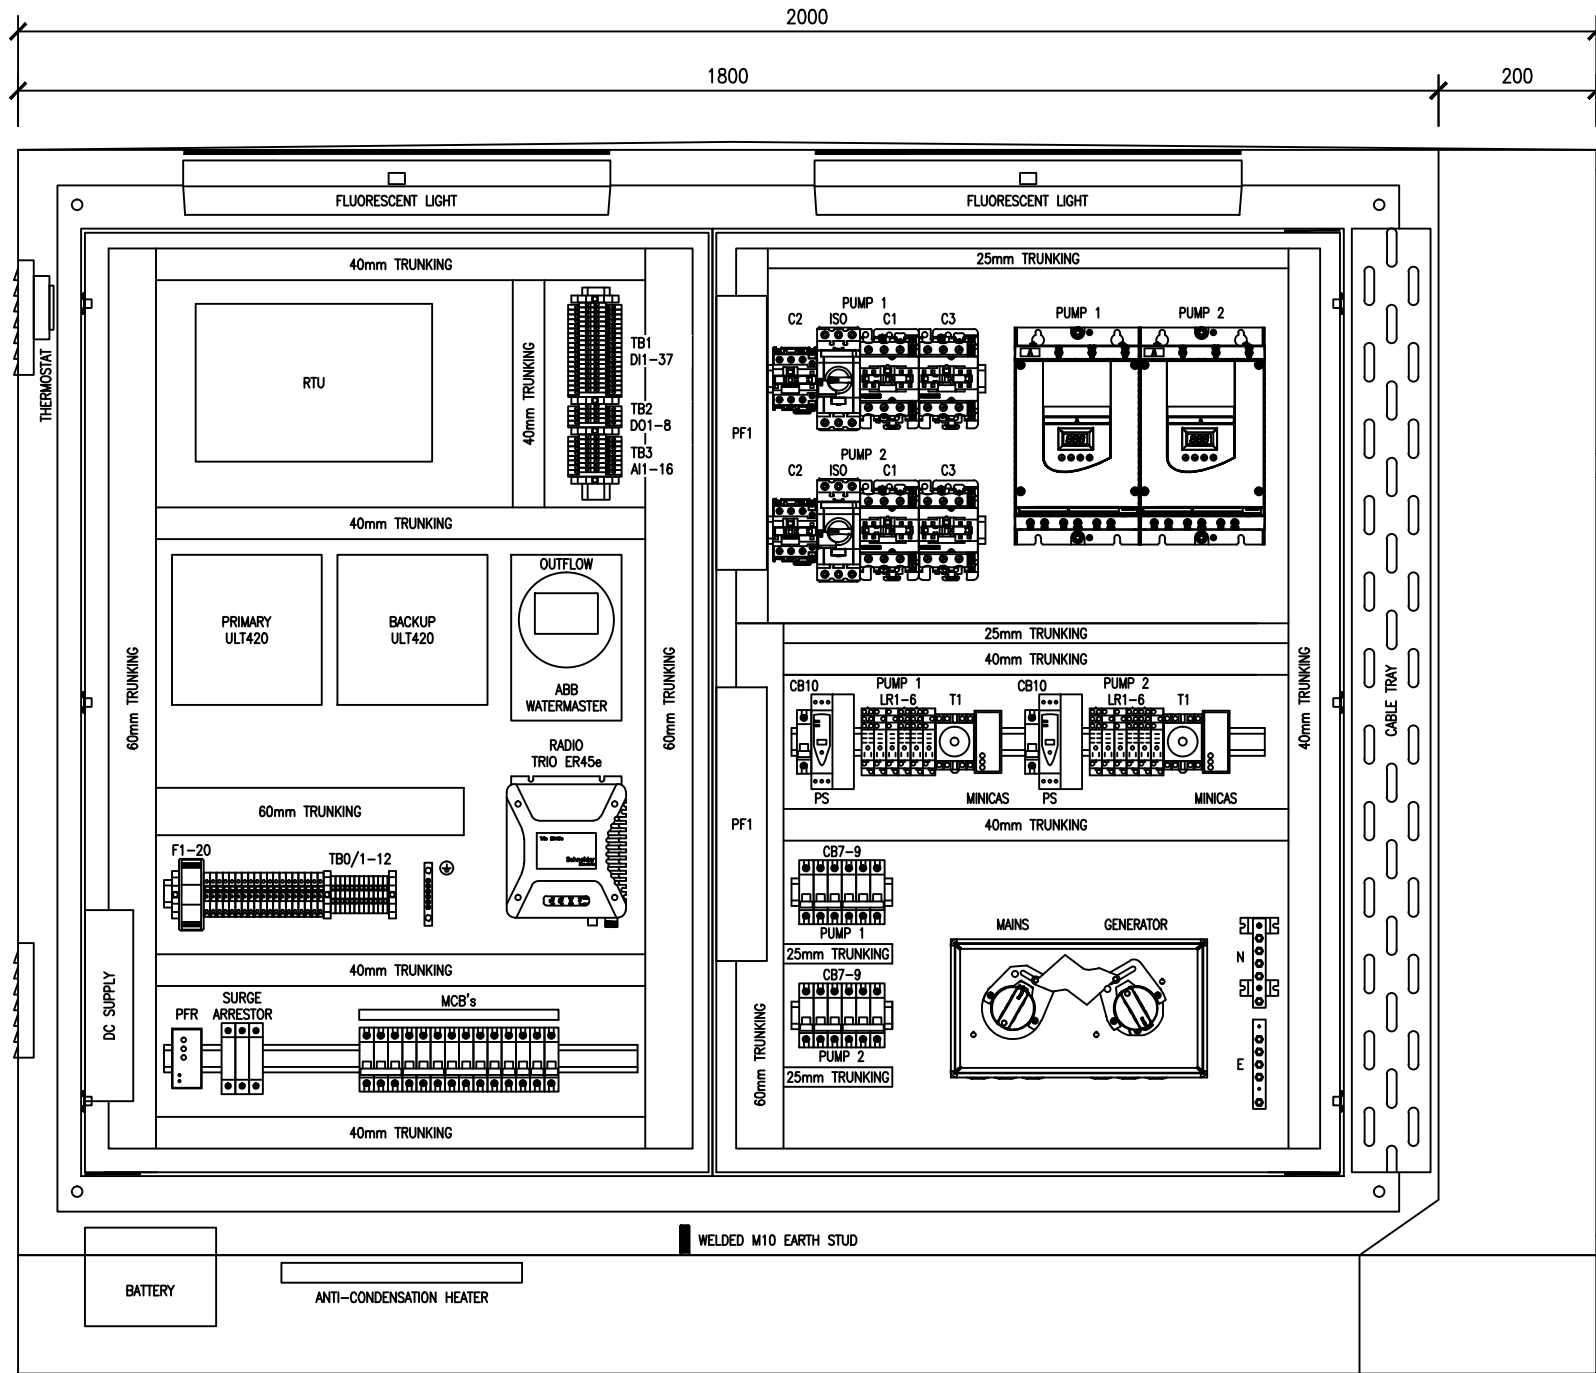 2000
1800
200
FLUORESCENT LIGHT
FLUORESCENT LIGHT
40mm TRUNKING
25mm TRUNKING
THERMOSTAT
RTU
40mm TRUNKING
TB1
DI1-37
TB2
DO1-8
TB3
AI1-16
PF1
PUMP 1
C2
ISO
C1
C3
PUMP 2
C2
ISO
C1
C3
PUMP 1
PUMP 2
40mm TRUNKING
60mm TRUNKING
PRIMARY
ULT420
BACKUP
ULT420
OUTFLOW
ABB
WATERMASTER
60mm TRUNKING
25mm TRUNKING
40mm TRUNKING
40mm TRUNKING
CABLE TRAY
RADIO
TRIO ER45e
Schneider
Electric
CB10
PUMP 1
LR1-6
T1
CB10
PUMP 2
LR1-6
T1
PS
MINICAS
PS
MINICAS
60mm TRUNKING
PF1
40mm TRUNKING
F1-20
TB0/1-12
CB7-9
PUMP 1
25mm TRUNKING
CB7-9
PUMP 2
25mm TRUNKING
60mm TRUNKING
MAINS
GENERATOR
N
E
DC SUPPLY
40mm TRUNKING
PFR
SURGE
ARRESTOR
MCB's
40mm TRUNKING
WELDED M10 EARTH STUD
BATTERY
ANTI-CONDENSATION HEATER